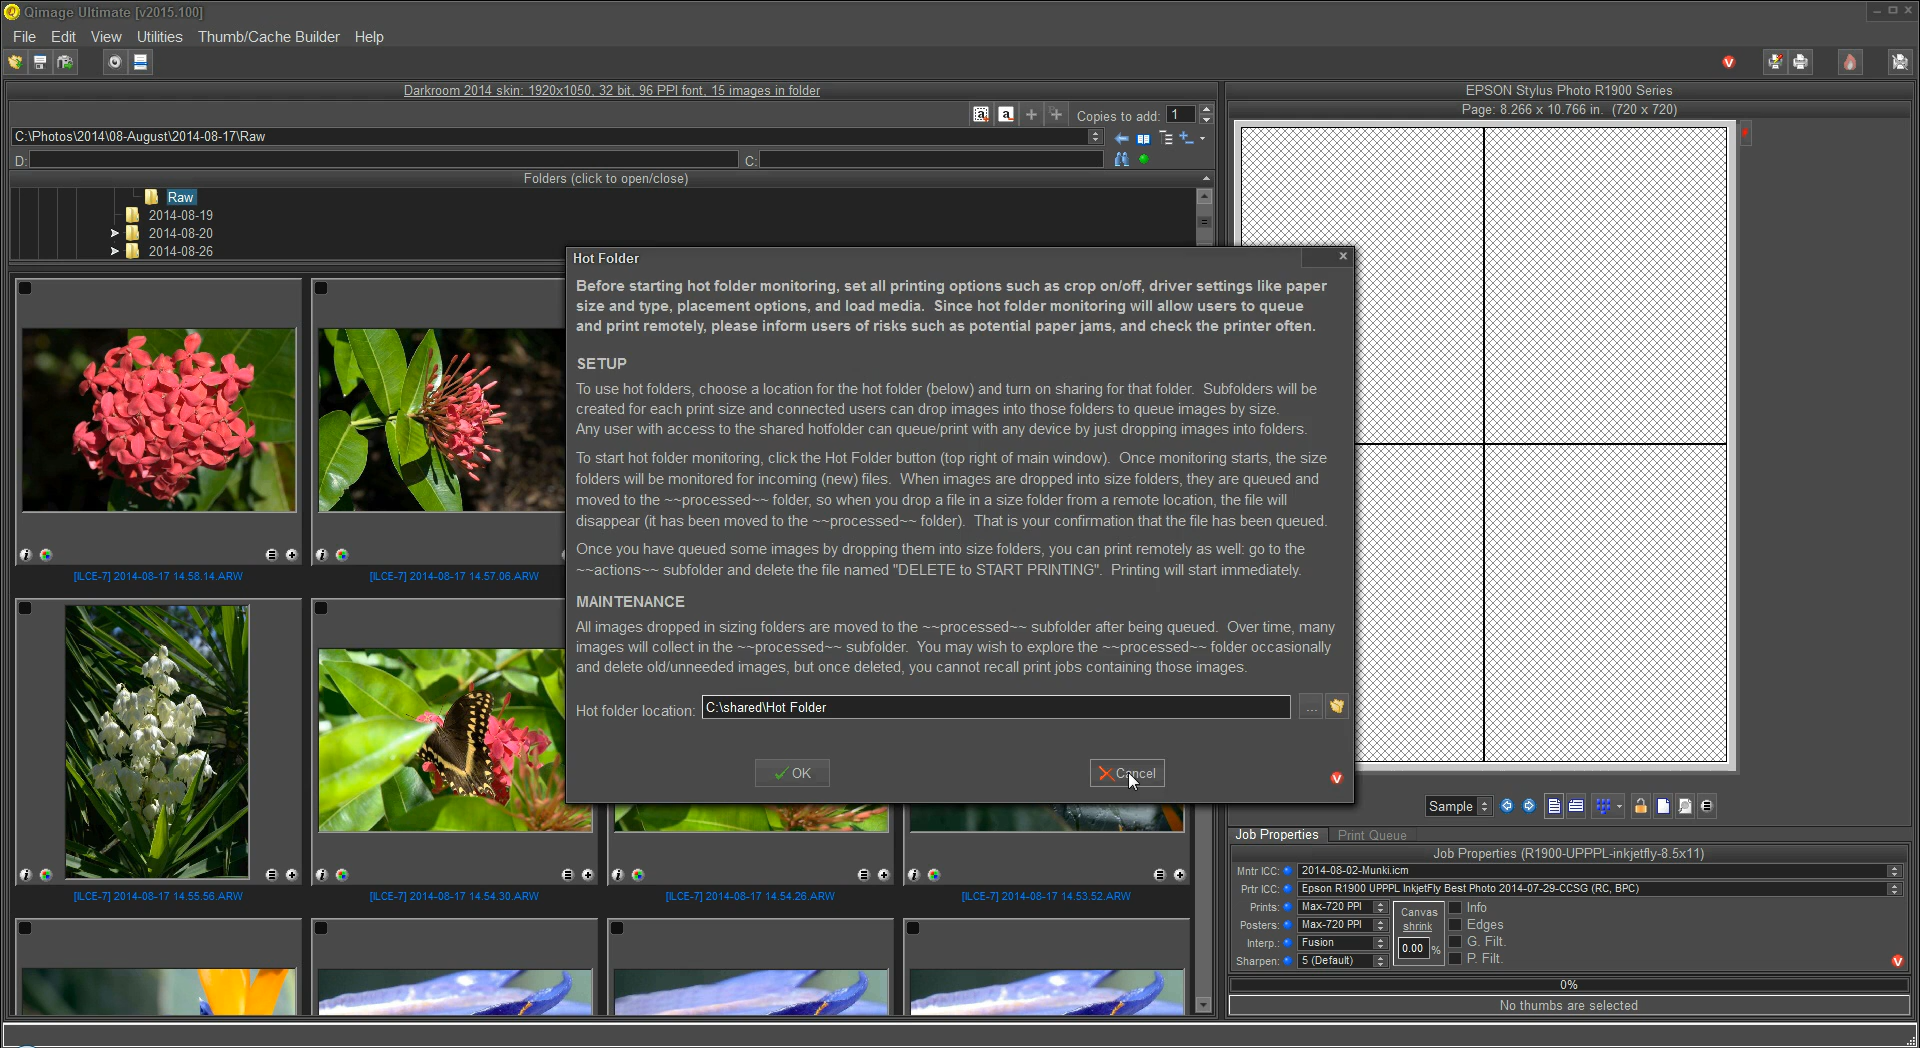 Qimage Ultimate [v2015.100]
File Edit View Utilities Thumb/Cache Builder Help
Darkroom 2014 skin: 1920x1050, 32 bit, 96 PPI font, 15 images in folder
Copies to add: 1
C:\Photos\2014\08-August\2014-08-17\Raw
D: C:
Folders (click to open/close)
Raw
2014-08-19
2014-08-20
2014-08-26
[ILCE-7] 2014-08-17 14.58.14.ARW
[ILCE-7] 2014-08-17 14.57.06.ARW
[ILCE-7] 2014-08-17 14.55.56.ARW
[ILCE-7] 2014-08-17 14.54.30.ARW
[ILCE-7] 2014-08-17 14.54.26.ARW
[ILCE-7] 2014-08-17 14.53.52.ARW
Hot Folder
Before starting hot folder monitoring, set all printing options such as crop on/off, driver settings like paper
size and type, placement options, and load media. Since hot folder monitoring will allow users to queue
and print remotely, please inform users of risks such as potential paper jams, and check the printer often.
SETUP
To use hot folders, choose a location for the hot folder (below) and turn on sharing for that folder. Subfolders will be
created for each print size and connected users can drop images into those folders to queue images by size.
Any user with access to the shared hotfolder can queue/print with any device by just dropping images into folders.
To start hot folder monitoring, click the Hot Folder button (top right of main window). Once monitoring starts, the size
folders will be monitored for incoming (new) files. When images are dropped into size folders, they are queued and
moved to the ~~processed~~ folder, so when you drop a file in a size folder from a remote location, the file will
disappear (it has been moved to the ~~processed~~ folder). That is your confirmation that the file has been queued.
Once you have queued some images by dropping them into size folders, you can print remotely as well: go to the
~~actions~~ subfolder and delete the file named "DELETE to START PRINTING". Printing will start immediately.
MAINTENANCE
All images dropped in sizing folders are moved to the ~~processed~~ subfolder after being queued. Over time, many
images will collect in the ~~processed~~ subfolder. You may wish to explore the ~~processed~~ folder occasionally
and delete old/unneeded images, but once deleted, you cannot recall print jobs containing those images.
Hot folder location: C:\shared\Hot Folder ...
OK Cancel
EPSON Stylus Photo R1900 Series
Page: 8.266 x 10.766 in. (720 x 720)
Sample
Job Properties Print Queue
Job Properties (R1900-UPPPL-inkjetfly-8.5x11)
Mntr ICC: 2014-08-02-Munki.icm
Prtr ICC: Epson R1900 UPPPL InkjetFly Best Photo 2014-07-29-CCSG (RC, BPC)
Prints: Max-720 PPI
Posters: Max-720 PPI
Interp.: Fusion
Sharpen: 5 (Default)
Canvas
shrink
0.00 %
Info
Edges
G. Filt.
P. Filt.
0%
No thumbs are selected